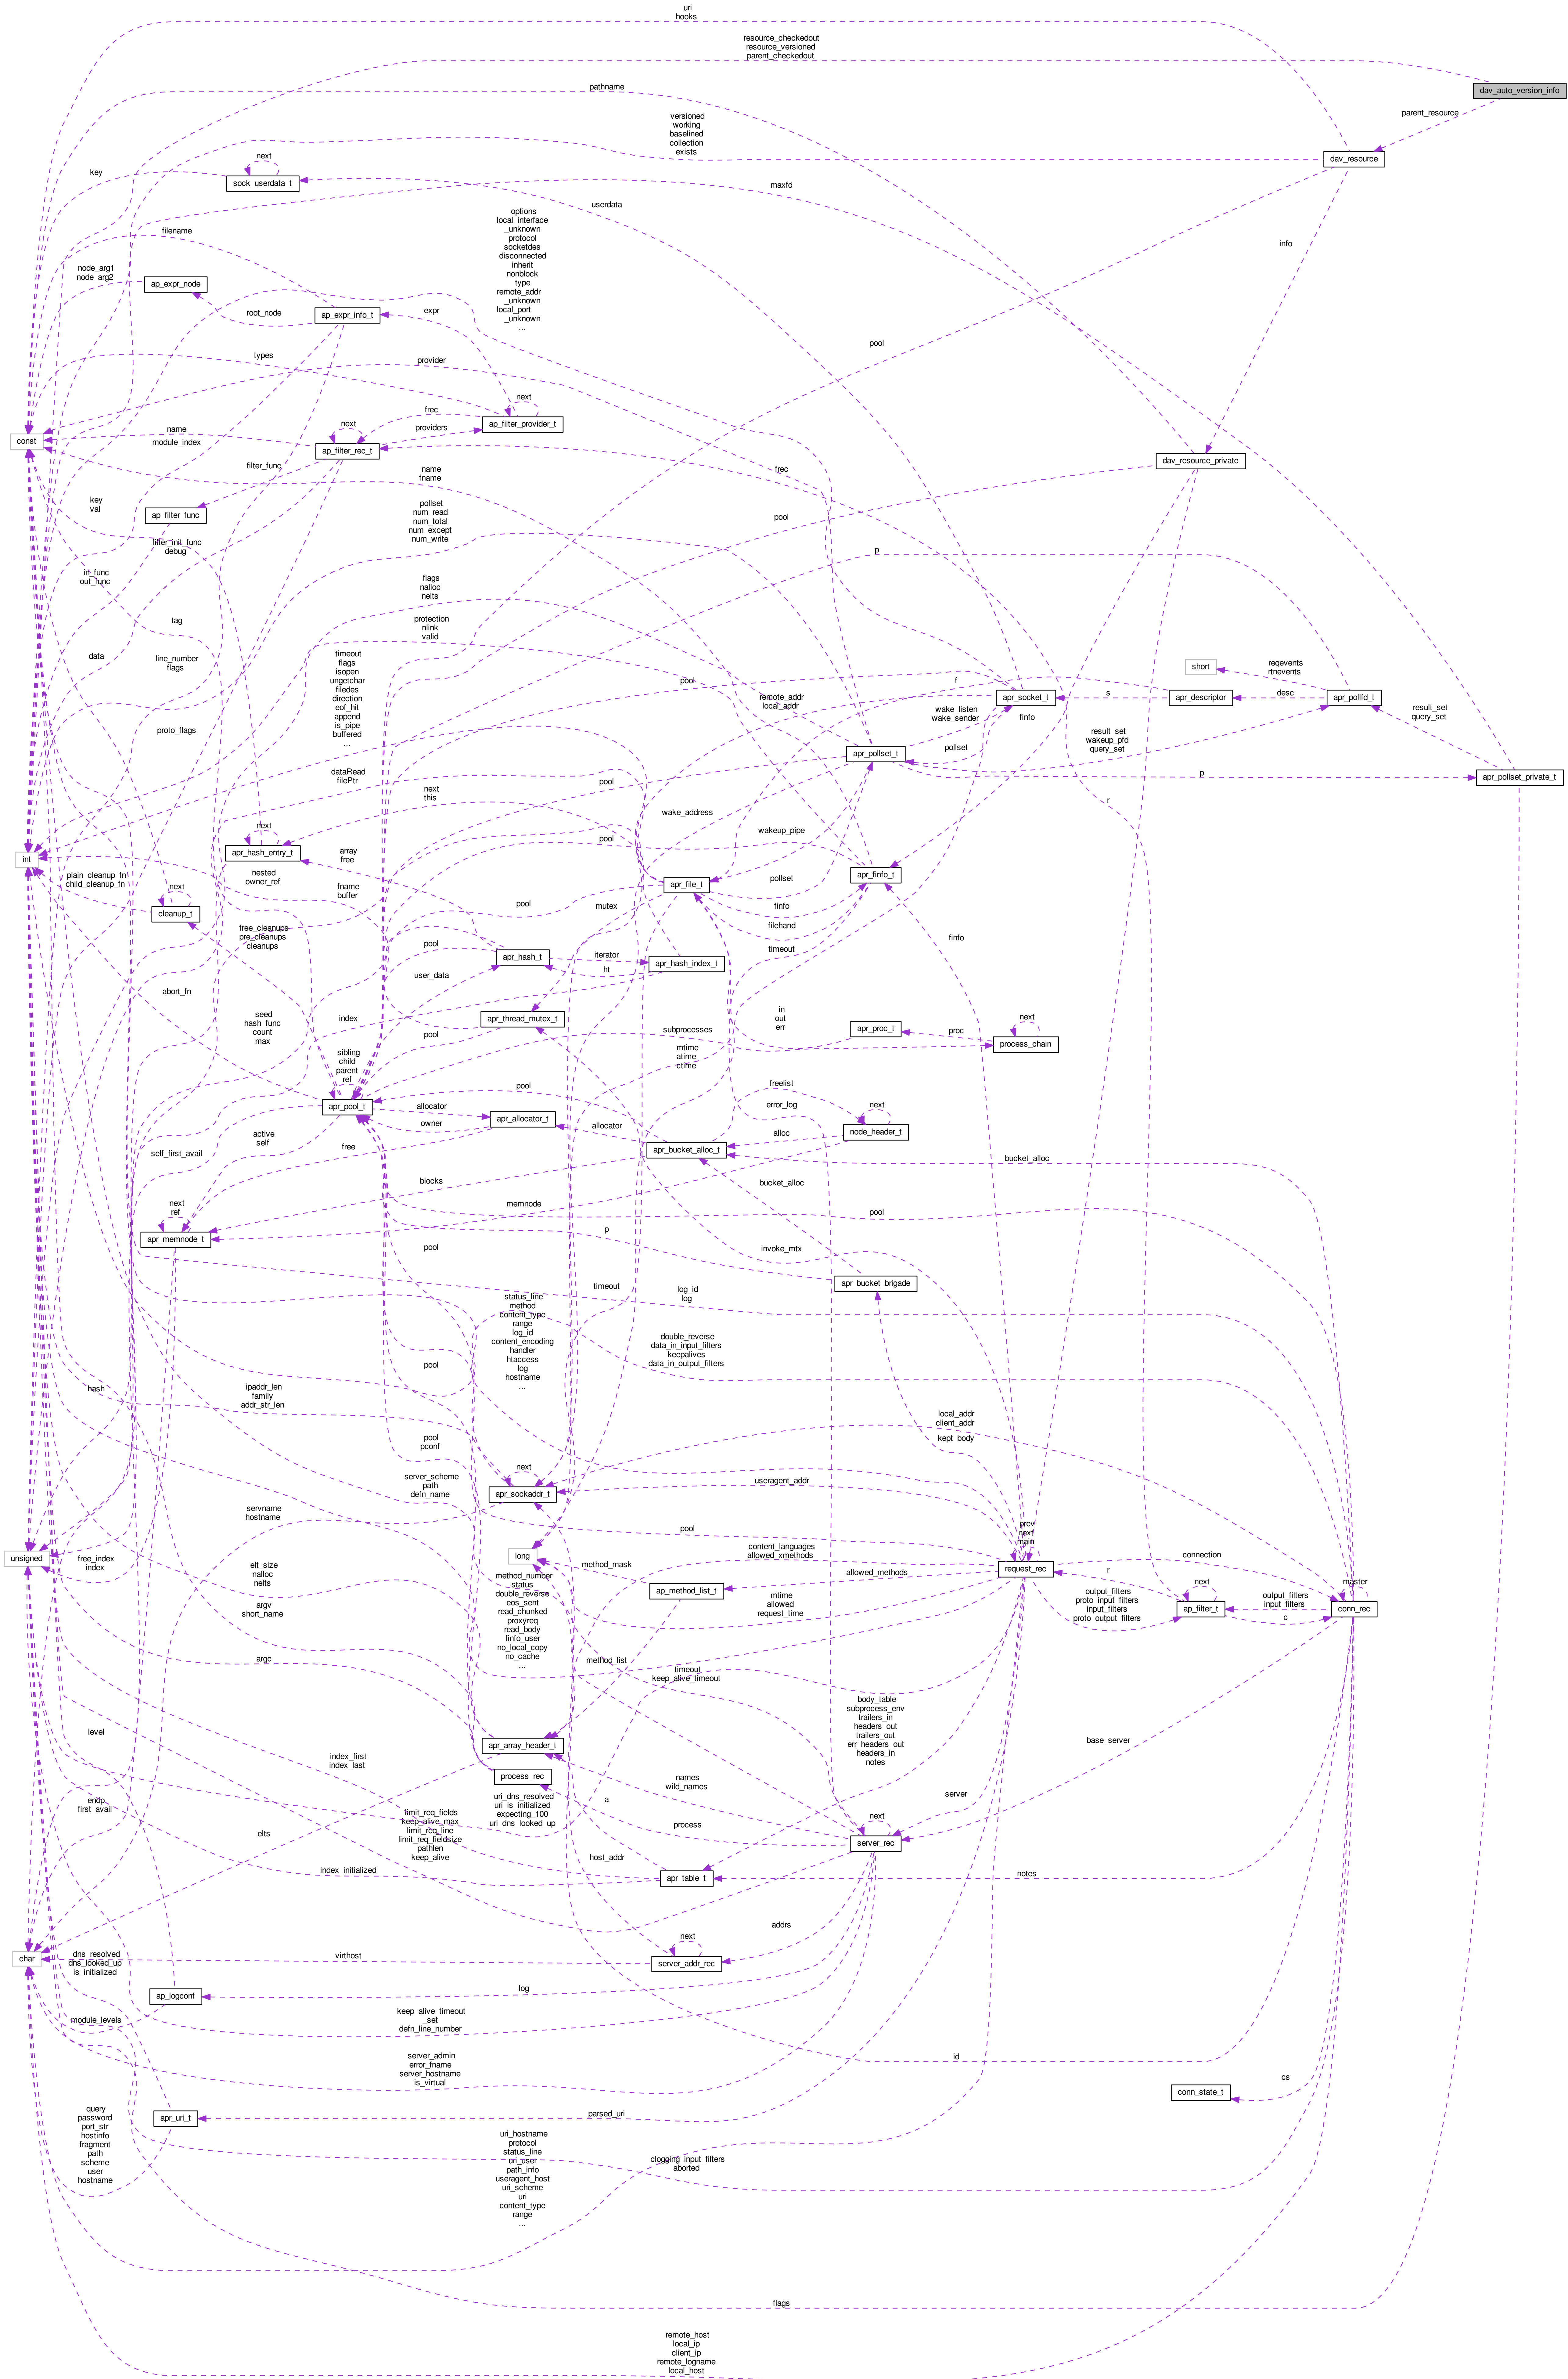 uri
hooks
resource_checkedout
resource_versioned
parent_checkedout
pathname
dav_auto_version_info
parent_resource
versioned
working
baselined
collection
exists
dav_resource
next
key
sock_userdata_t
maxfd
userdata
options
local_interface
_unknown
protocol
socketdes
disconnected
inherit
nonblock
type
remote_addr
_unknown
local_port
_unknown
...
filename
info
node_arg1
node_arg2
ap_expr_node
root_node
ap_expr_info_t
expr
pool
types
provider
next
frec
ap_filter_provider_t
name
next
providers
const
module_index
ap_filter_rec_t
filter_func
name
fname
frec
dav_resource_private
key
val
ap_filter_func
pollset
num_read
num_total
num_except
num_write
pool
filter_init_func
debug
p
in_func
out_func
flags
nalloc
nelts
tag
protection
nlink
valid
data
line_number
flags
timeout
flags
isopen
ungetchar
filedes
direction
eof_hit
append
is_pipe
buffered
...
pool
f
short
reqevents
rtnevents
remote_addr
local_addr
apr_socket_t
s
apr_descriptor
desc
apr_pollfd_t
wake_listen
wake_sender
finfo
result_set
query_set
proto_flags
result_set
wakeup_pfd
query_set
apr_pollset_t
pollset
p
apr_pollset_private_t
dataRead
filePtr
pool
next
this
r
wake_address
next
wakeup_pipe
pool
int
apr_hash_entry_t
array
free
plain_cleanup_fn
child_cleanup_fn
nested
owner_ref
apr_file_t
pollset
apr_finfo_t
next
fname
buffer
finfo
cleanup_t
pool
mutex
filehand
free_cleanups
pre_cleanups
cleanups
pool
timeout
finfo
apr_hash_t
iterator
apr_hash_index_t
user_data
ht
abort_fn
seed
hash_func
count
max
index
apr_thread_mutex_t
in
out
err
apr_proc_t
next
pool
subprocesses
proc
process_chain
sibling
child
parent
ref
mtime
atime
ctime
pool
freelist
apr_pool_t
allocator
apr_allocator_t
error_log
next
owner
allocator
alloc
node_header_t
active
self
free
apr_bucket_alloc_t
self_first_avail
bucket_alloc
blocks
bucket_alloc
next
ref
memnode
pool
apr_memnode_t
p
pool
invoke_mtx
apr_bucket_brigade
timeout
log_id
log
status_line
method
content_type
range
log_id
content_encoding
handler
htaccess
log
hostname
...
double_reverse
data_in_input_filters
keepalives
data_in_output_filters
pool
hash
ipaddr_len
family
addr_str_len
local_addr
client_addr
pool
pconf
kept_body
next
server_scheme
path
defn_name
apr_sockaddr_t
useragent_addr
servname
hostname
pool
prev
next
main
unsigned
long
content_languages
allowed_xmethods
connection
free_index
index
elt_size
nalloc
nelts
method_mask
request_rec
method_number
status
double_reverse
eos_sent
read_chunked
proxyreq
read_body
finfo_user
no_local_copy
no_cache
...
ap_method_list_t
allowed_methods
r
next
master
output_filters
input_filters
argv
short_name
mtime
allowed
request_time
output_filters
proto_input_filters
input_filters
proto_output_filters
ap_filter_t
c
conn_rec
argc
method_list
timeout
keep_alive_timeout
level
body_table
subprocess_env
trailers_in
headers_out
trailers_out
err_headers_out
headers_in
notes
base_server
apr_array_header_t
index_first
index_last
process_rec
names
wild_names
server
endp
first_avail
uri_dns_resolved
uri_is_initialized
expecting_100
uri_dns_looked_up
a
limit_req_fields
keep_alive_max
limit_req_line
limit_req_fieldsize
pathlen
keep_alive
process
next
server_rec
elts
host_addr
index_initialized
apr_table_t
notes
addrs
next
char
dns_resolved
dns_looked_up
is_initialized
virthost
server_addr_rec
ap_logconf
log
module_levels
keep_alive_timeout
_set
defn_line_number
server_admin
error_fname
server_hostname
is_virtual
id
cs
conn_state_t
query
password
port_str
hostinfo
fragment
path
scheme
user
hostname
apr_uri_t
parsed_uri
uri_hostname
protocol
status_line
uri_user
path_info
useragent_host
uri_scheme
uri
content_type
range
...
clogging_input_filters
aborted
flags
remote_host
local_ip
client_ip
remote_logname
local_host